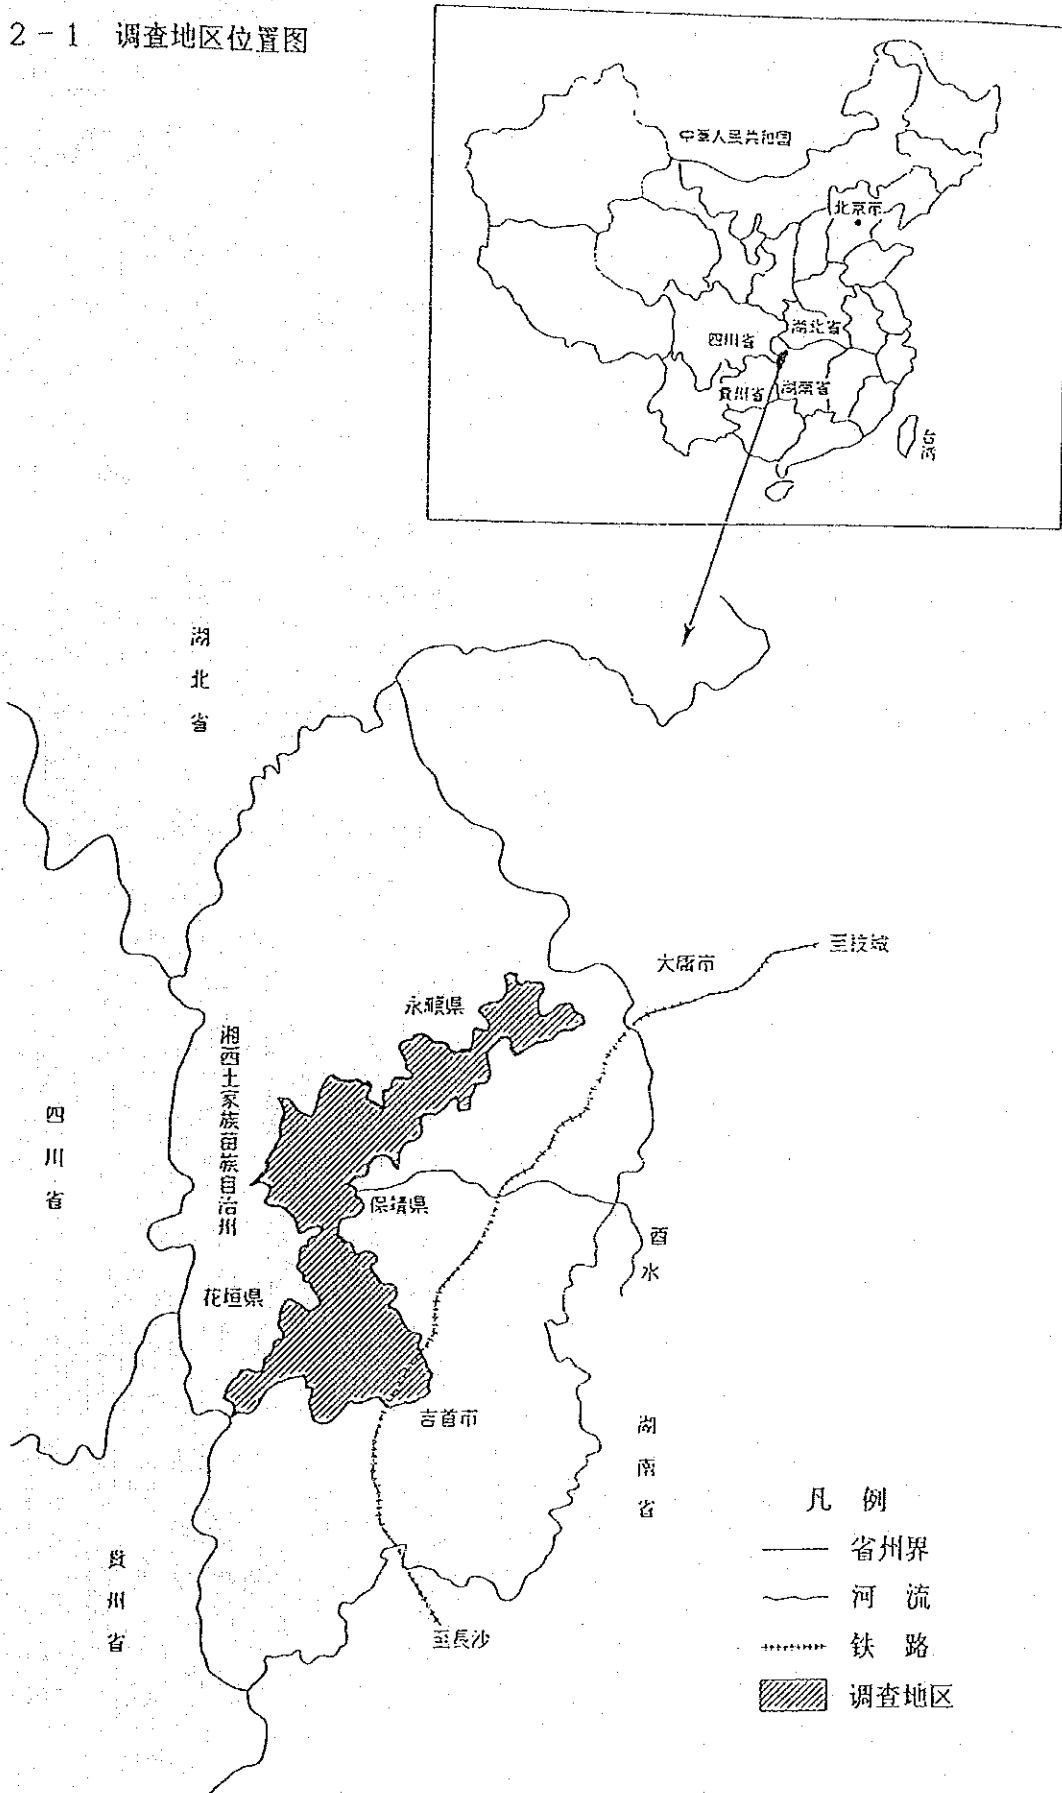 2-1 调查地区位置图
中華人民共和国
北京市
四川省
湖北省
貴州省
湖南省
台湾
湖北省
大庸市
至枝城
永順県
湘西土家族苗族自治州
四川省
保靖県
酉水
花垣県
吉首市
湖南省
貴州省
至長沙
凡 例
省州界
河 流
铁 路
调查地区